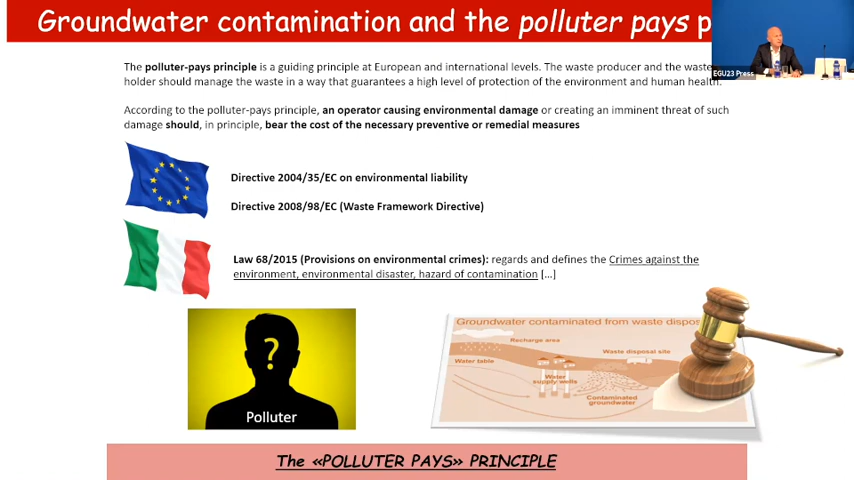 Groundwater contamination and the polluter pays p
EGU23 Press
The polluter-pays principle is a guiding principle at European and international levels. The waste producer and the waste
holder should manage the waste in a way that guarantees a high level of protection of the environment and human health.
According to the polluter-pays principle, an operator causing environmental damage or creating an imminent threat of such
damage should, in principle, bear the cost of the necessary preventive or remedial measures
Directive 2004/35/EC on environmental liability
Directive 2008/98/EC (Waste Framework Directive)
Law 68/2015 (Provisions on environmental crimes): regards and defines the Crimes against the
environment, environmental disaster, hazard of contamination [...]
?
Polluter
Groundwater contaminated from waste dispos
Recharge area
Waste disposal site
Water table
Water
supply wells
Contaminated
groundwater
The «POLLUTER PAYS» PRINCIPLE